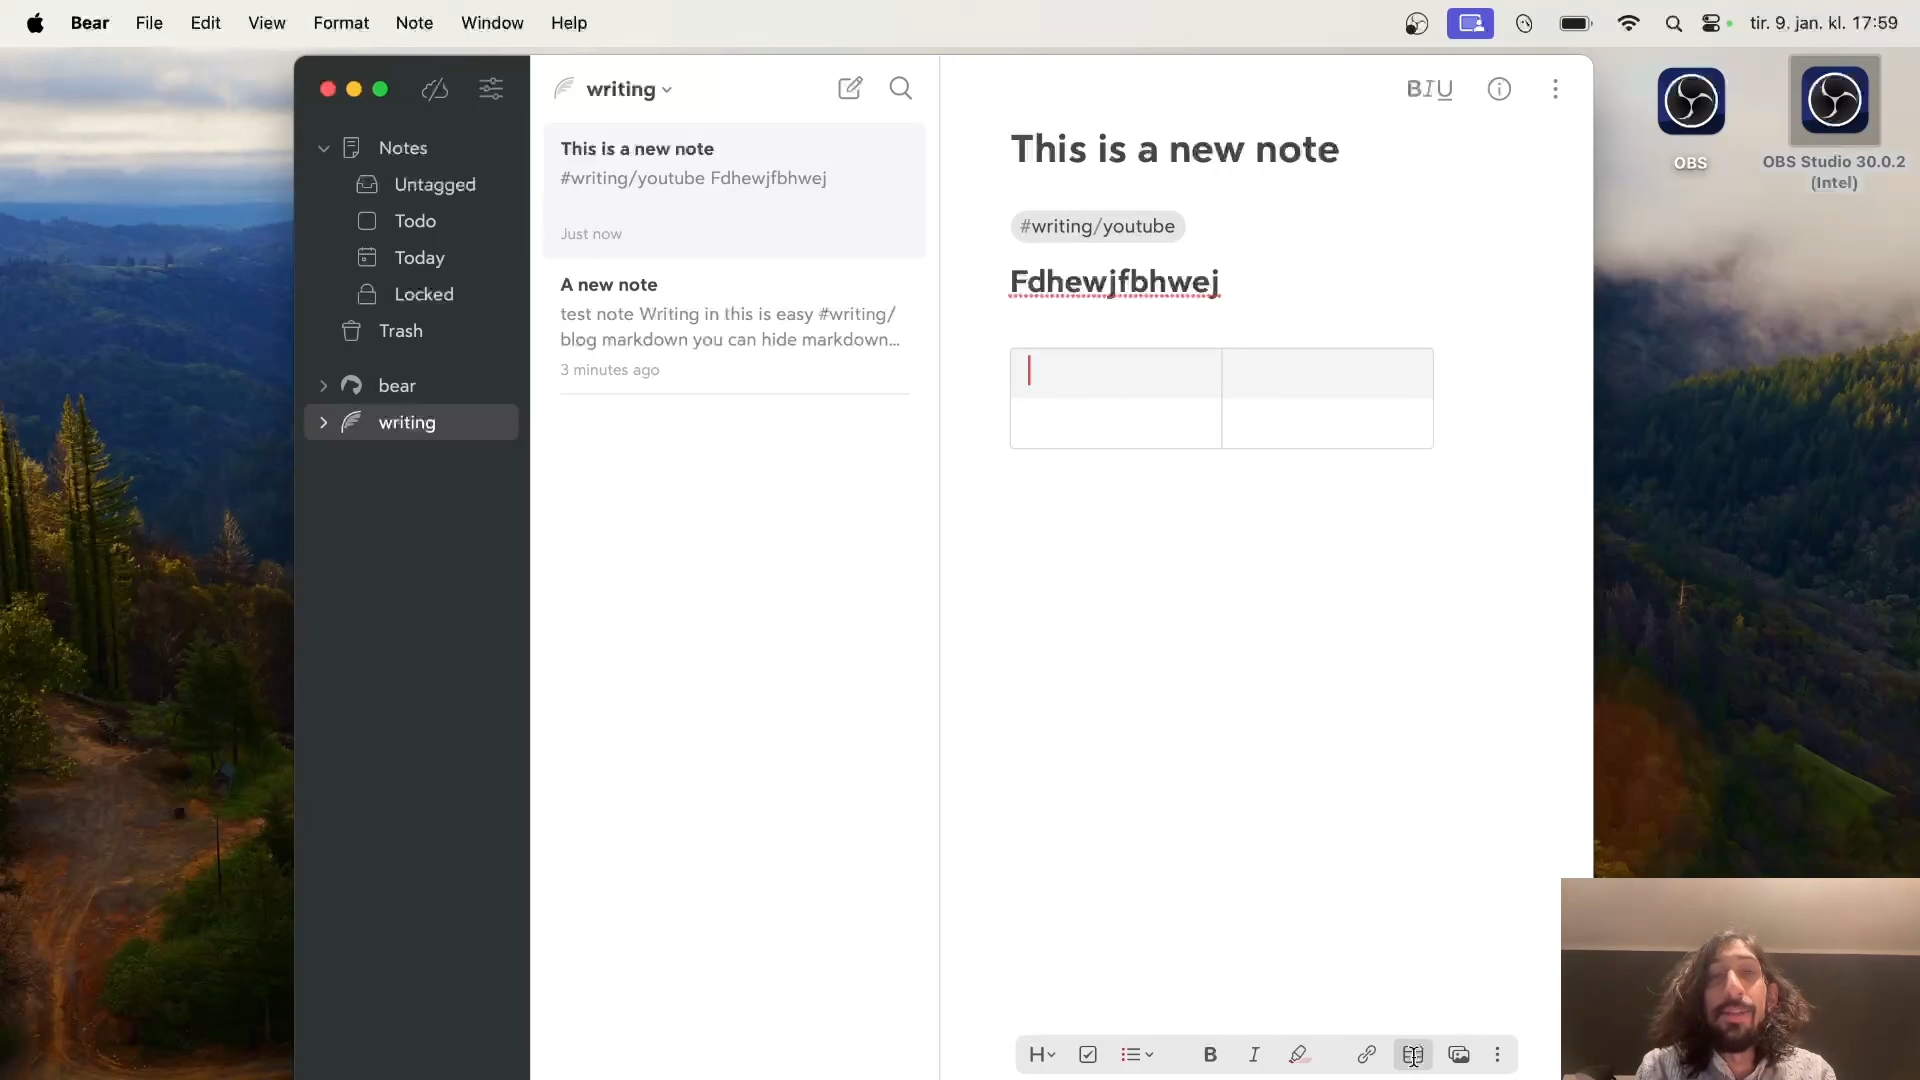 Bear File Edit View Format Note Window Help
tir. 9. jan. kl. 17:59
Notes
Untagged
Todo
Today
Locked
Trash
bear
writing
writing
This is a new note
#writing/youtube Fdhewjfbhwej
Just now
A new note
test note Writing in this is easy #writing/
blog markdown you can hide markdown...
3 minutes ago
BIU
This is a new note
#writing/youtube
Fdhewjfbhwej
H
B
I
OBS
OBS Studio 30.0.2
(Intel)